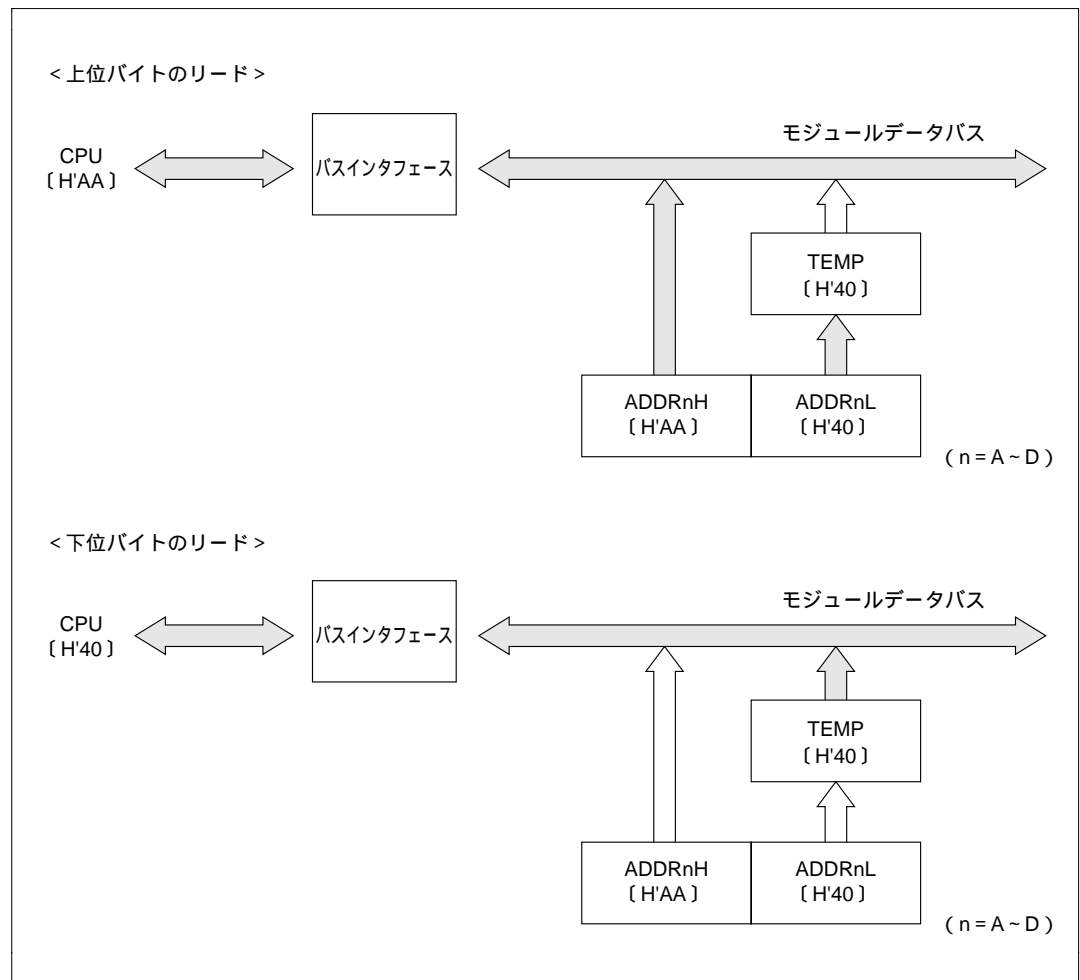 <上位バイトのリード>
モジュールデータバス
CPU
〔H'AA〕
バスインタフェース
TEMP
〔H'40〕
ADDRnH
〔H'AA〕
ADDRnL
〔H'40〕
(n=A~D)
<下位バイトのリード>
モジュールデータバス
CPU
〔H'40〕
バスインタフェース
TEMP
〔H'40〕
ADDRnH
〔H'AA〕
ADDRnL
〔H'40〕
(n=A~D)